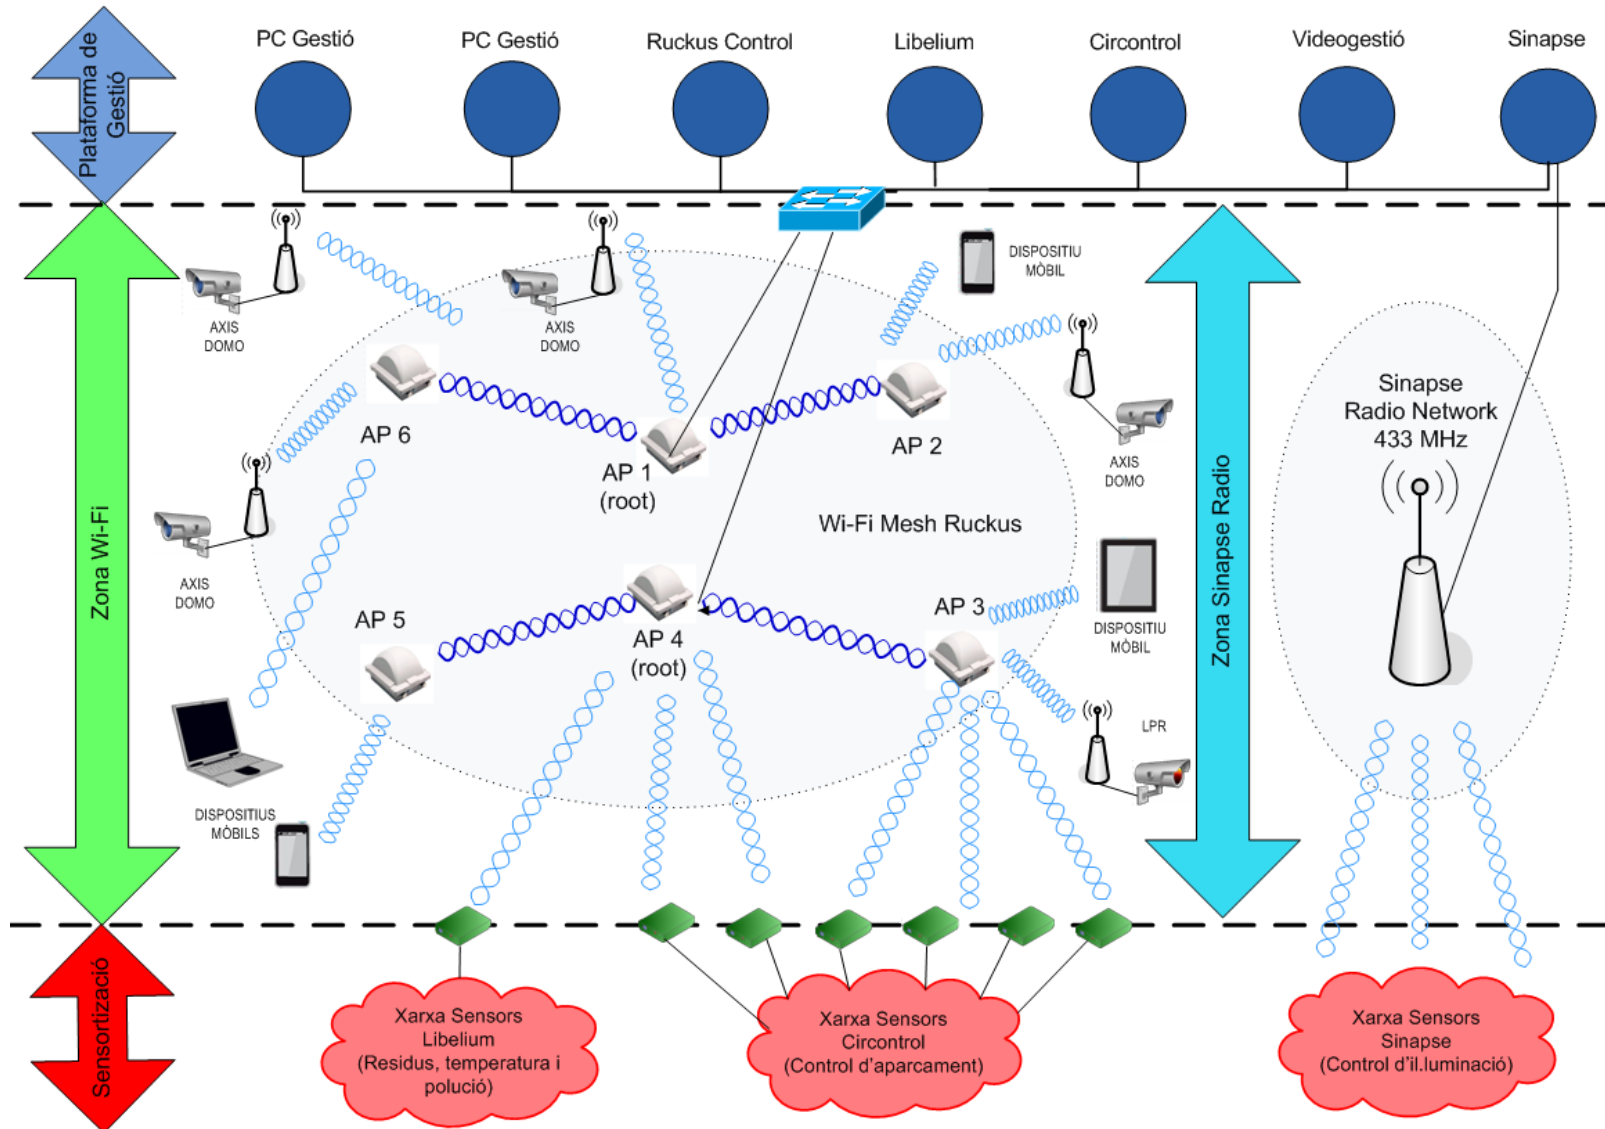 PC Gestió
PC Gestió
Ruckus Control
Libelium
Circontrol
Videogestió
Sinapse
Plataforma de
Gestió
DISPOSITIU
MÒBIL
AXIS
DOMO
AXIS
DOMO
AP 6
AP 1
(root)
AP 2
AXIS
DOMO
Sinapse
Radio Network
433 MHz
Wi-Fi Mesh Ruckus
Zona Wi-Fi
Zona Sinapse Radio
AXIS
DOMO
AP 5
AP 4
(root)
AP 3
DISPOSITIU
MÒBIL
LPR
DISPOSITIUS
MÒBILS
Sensortizació
Xarxa Sensors
Libelium
(Residus, temperatura i
polució)
Xarxa Sensors
Circontrol
(Control d'aparcament)
Xarxa Sensors
Sinapse
(Control d'il.luminació)